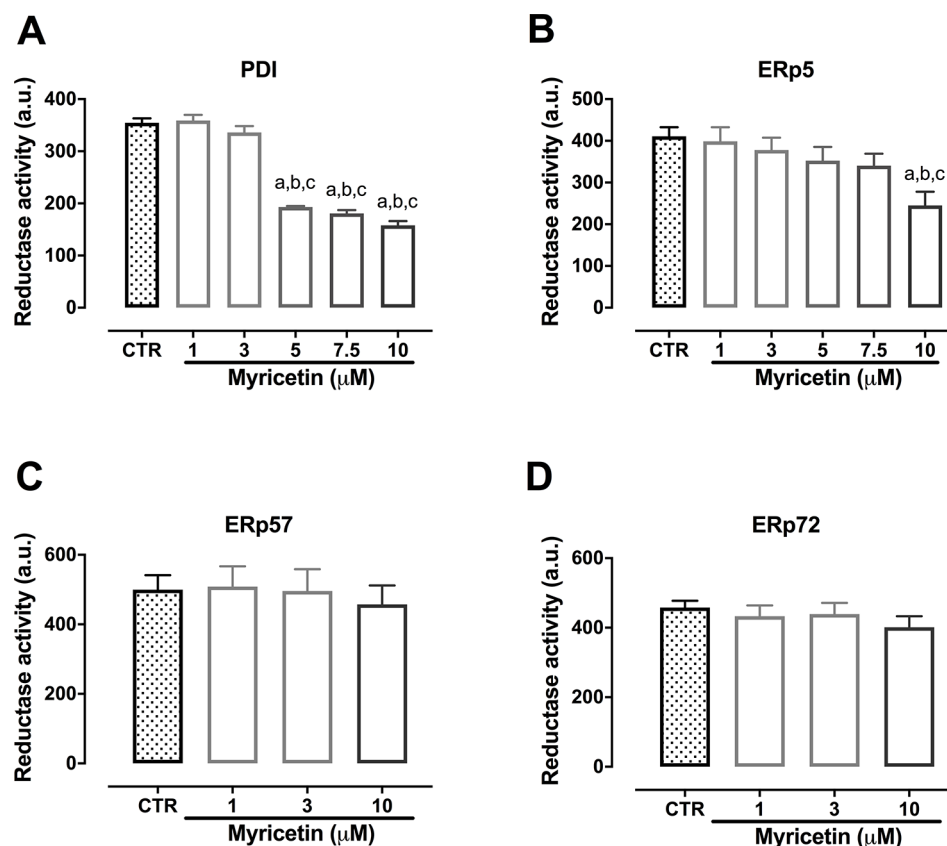 A
PDI
Reductase activity (a.u.)
400
300
200
100
0
a,b,c
a,b,c
a,b,c
CTR
1
3
5
7.5
10
Myricetin (μM)
B
ERp5
Reductase activity (a.u.)
500
400
300
200
100
0
a,b,c
CTR
1
3
5
7.5
10
Myricetin (μM)
C
ERp57
Reductase activity (a.u.)
600
400
200
0
CTR
1
3
10
Myricetin (μM)
D
ERp72
Reductase activity (a.u.)
600
400
200
0
CTR
1
3
10
Myricetin (μM)